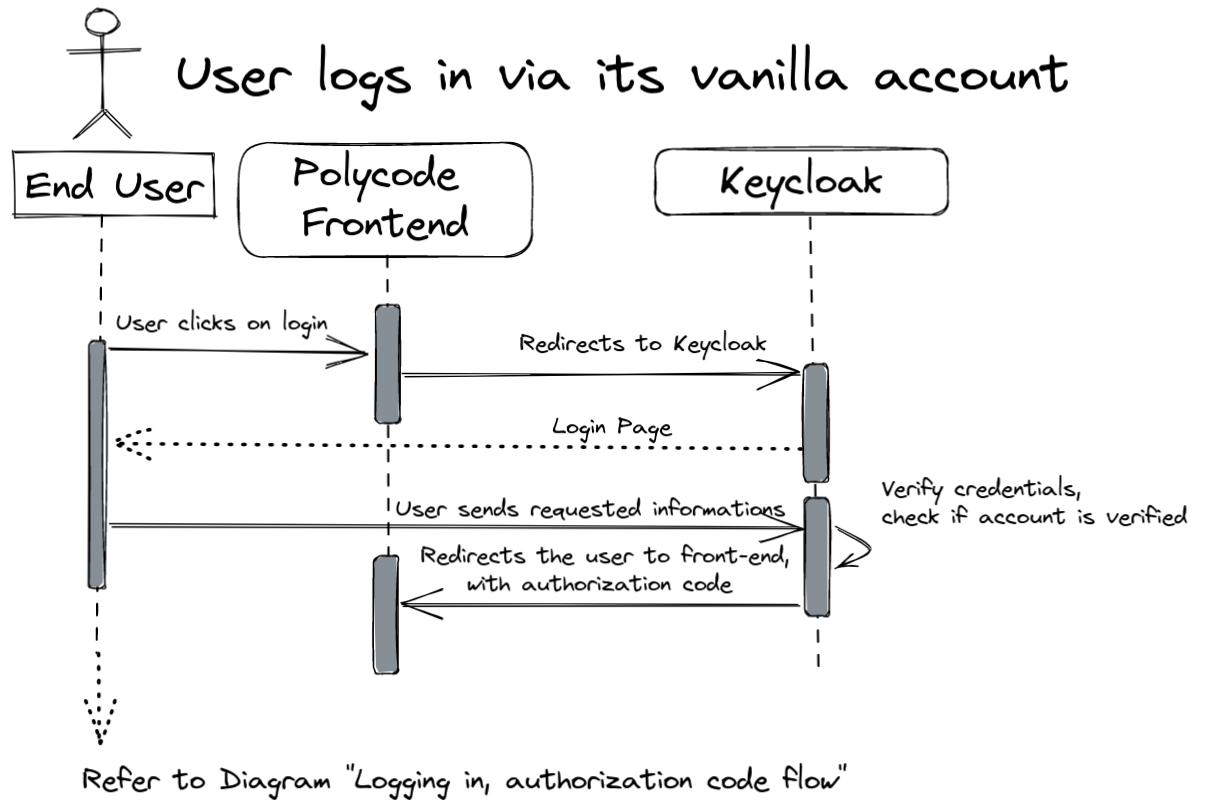 User logs in via its vanilla account
End User
Polycode
Frontend
Keycloak
User clicks on login
Redirects to Keycloak
Login Page
Verify credentials,
check if account is verified
User sends requested informations
Redirects the user to front-end,
with authorization code
Refer to Diagram "Logging in, authorization code flow"